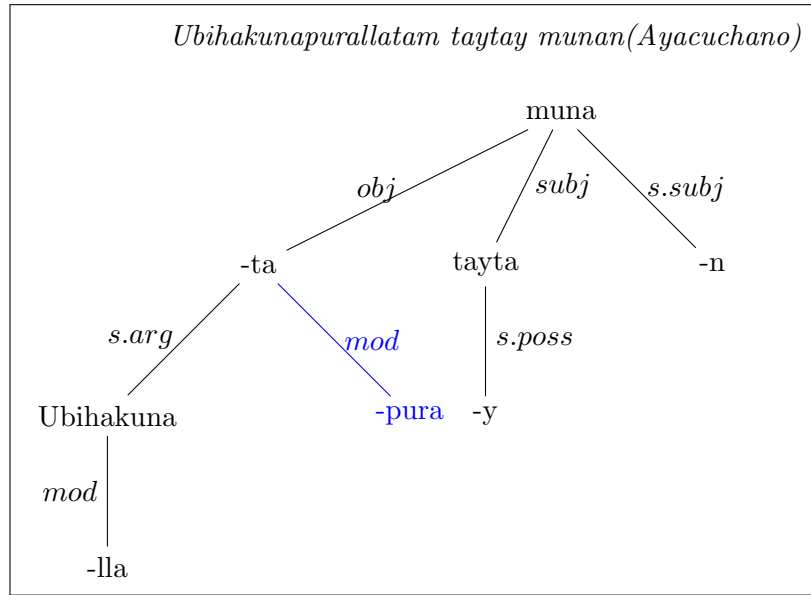 Ubihakunapurallatam taytay munan(Ayacuchano)
muna
obj subj s.subj
-ta tayta -n
s.arg mod s.poss
Ubihakuna -pura -y
mod
-lla